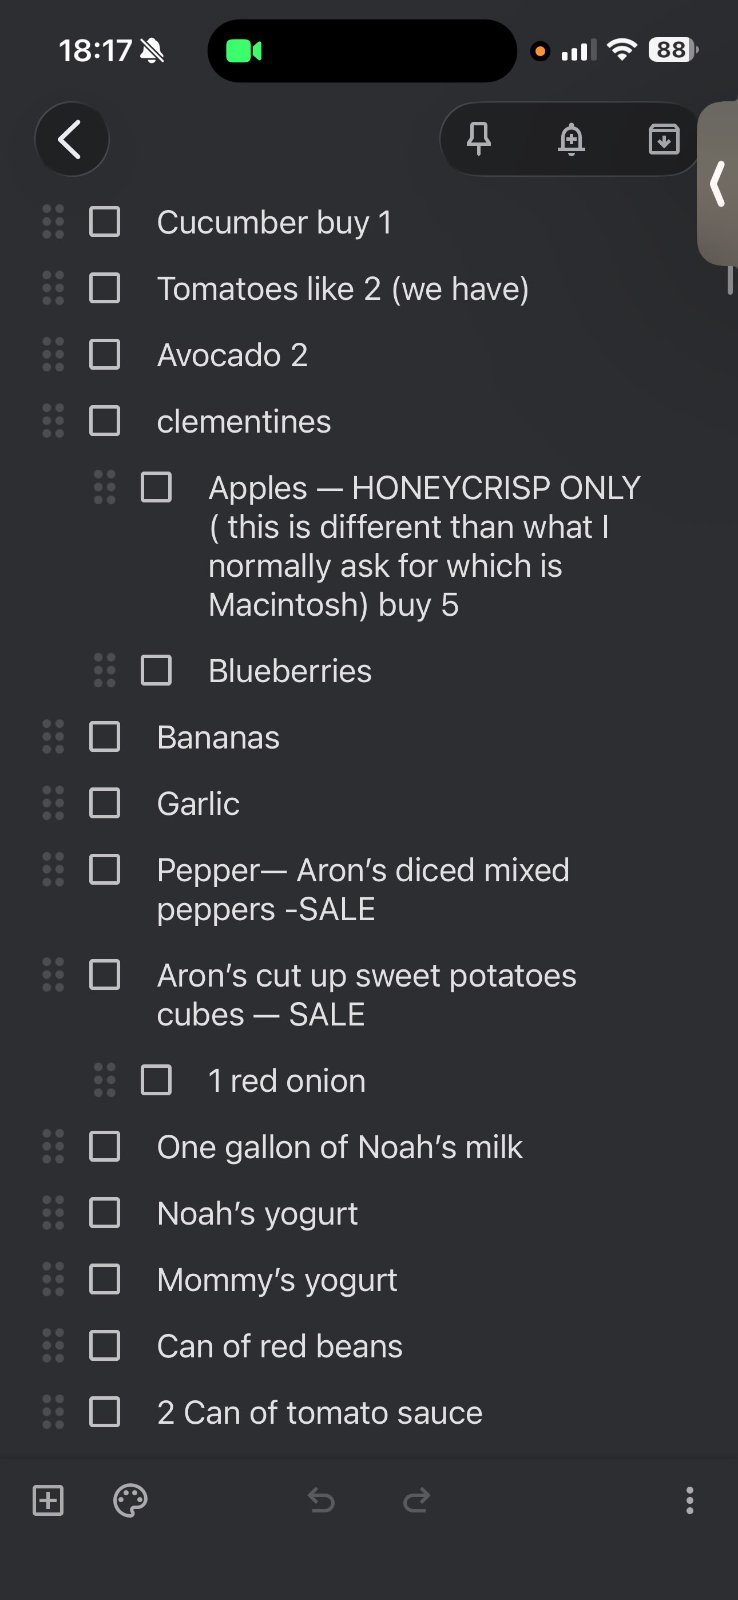 18:17
88
Cucumber buy 1
Tomatoes like 2 (we have)
Avocado 2
clementines
Apples — HONEYCRISP ONLY
( this is different than what I
normally ask for which is
Macintosh) buy 5
Blueberries
Bananas
Garlic
Pepper— Aron’s diced mixed
peppers -SALE
Aron’s cut up sweet potatoes
cubes — SALE
1 red onion
One gallon of Noah’s milk
Noah’s yogurt
Mommy’s yogurt
Can of red beans
2 Can of tomato sauce